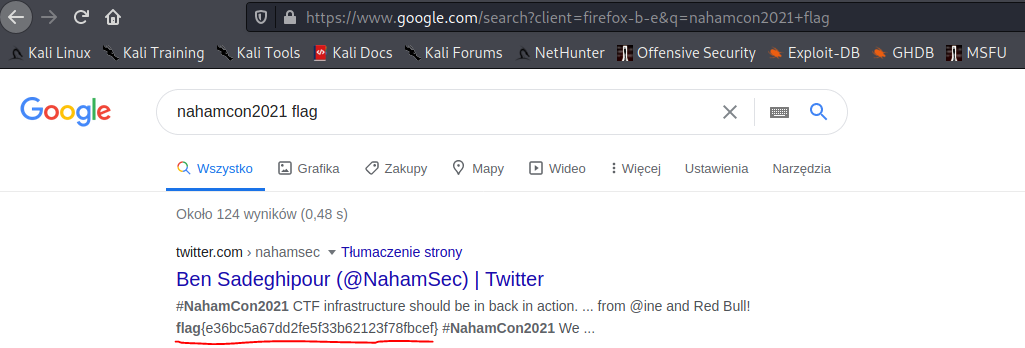 https://www.google.com/search?client=firefox-b-e&q=nahamcon2021+flag
Kali Linux Kali Training Kali Tools Kali Docs Kali Forums NetHunter Offensive Security Exploit-DB GHDB MSFU
Google nahamcon2021 flag
Wszystko Grafika Zakupy Mapy Wideo Więcej Ustawienia Narzędzia
Około 124 wyników (0,48 s)
twitter.com › nahamsec Tłumaczenie strony
Ben Sadeghipour (@NahamSec) | Twitter
#NahamCon2021 CTF infrastructure should be in back in action. ... from @ine and Red Bull!
flag{e36bc5a67dd2fe5f33b62123f78fbcef} #NahamCon2021 We ...